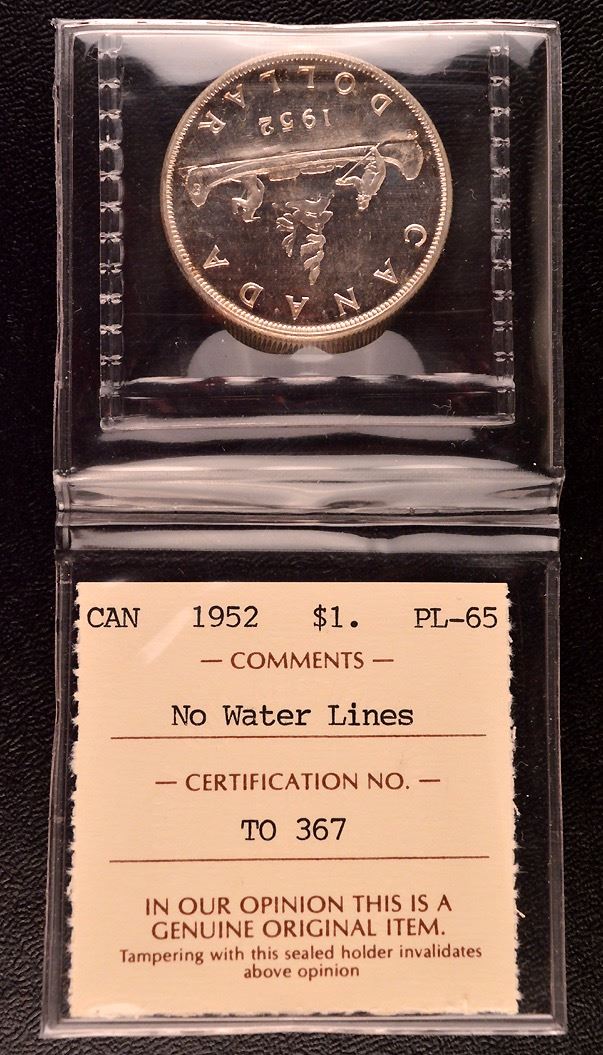 CANADA
1952
DOLLAR
CAN 1952 $1. PL-65
— COMMENTS —
No Water Lines
— CERTIFICATION NO. —
TO 367
IN OUR OPINION THIS IS A
GENUINE ORIGINAL ITEM.
Tampering with this sealed holder invalidates
above opinion